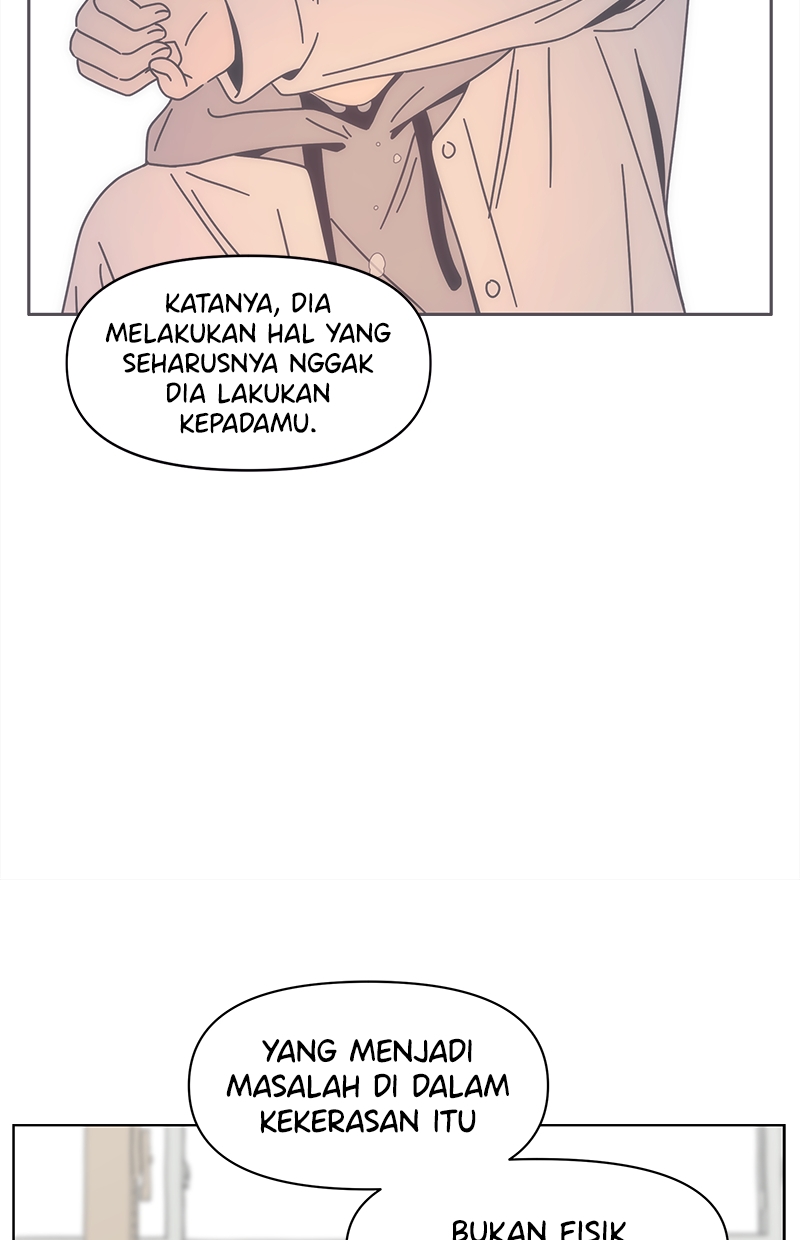 KATANYA, DIA
MELAKUKAN HAL YANG
SEHARUSNYA NGGAK
DIA LAKUKAN
KEPADAMU.
YANG MENJADI
MASALAH DI DALAM
KEKERASAN ITU
BUKAN FISIK